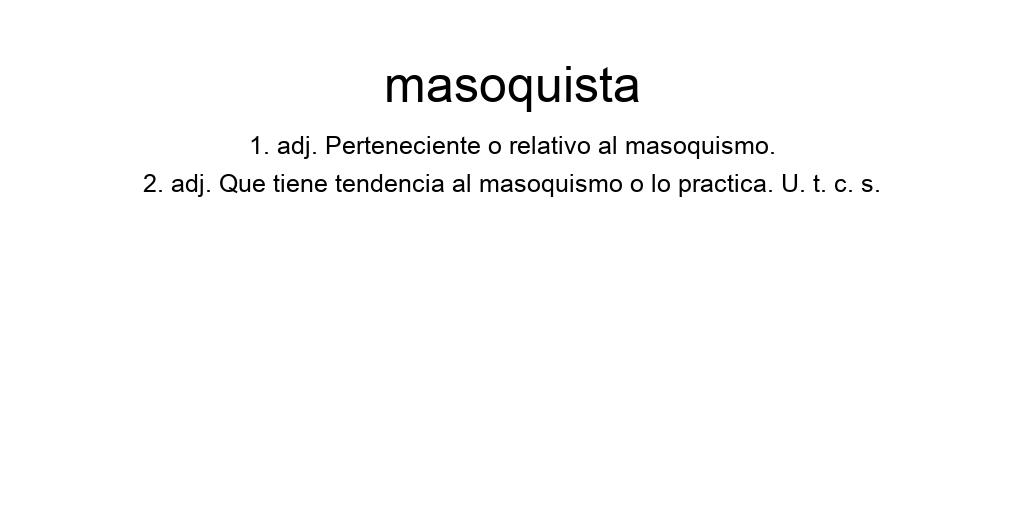 masoquista
1. adj. Perteneciente o relativo al masoquismo.
2. adj. Que tiene tendencia al masoquismo o lo practica. U. t. c. s.